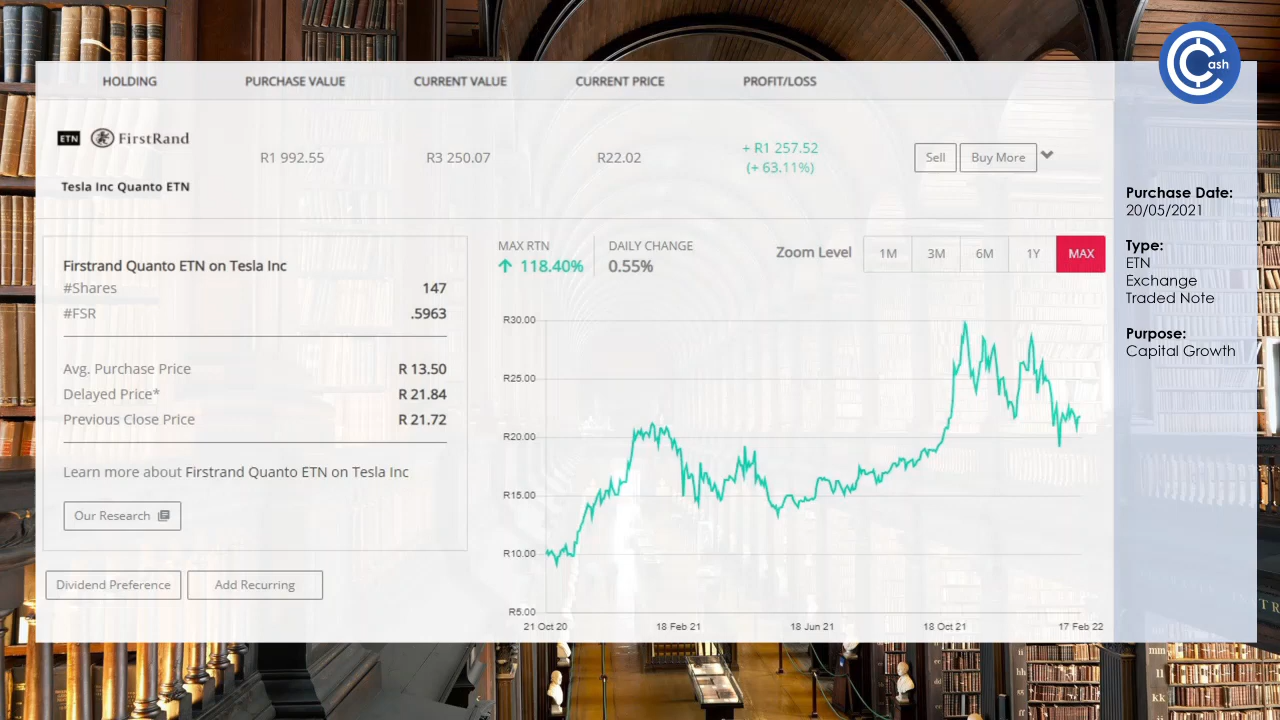 HOLDING PURCHASE VALUE CURRENT VALUE CURRENT PRICE PROFIT/LOSS
ETN FirstRand
Tesla Inc Quanto ETN
R1 992.55 R3 250.07 R22.02 + R1 257.52
(+ 63.11%)
Sell Buy More
Firstrand Quanto ETN on Tesla Inc
#Shares 147
#FSR .5963
Avg. Purchase Price R 13.50
Delayed Price* R 21.84
Previous Close Price R 21.72
Learn more about Firstrand Quanto ETN on Tesla Inc
Our Research
Dividend Preference Add Recurring
MAX RTN DAILY CHANGE
118.40% 0.55%
Zoom Level 1M 3M 6M 1Y MAX
R30.00
R25.00
R20.00
R15.00
R10.00
R5.00
21 Oct 20 18 Feb 21 18 Jun 21 18 Oct 21 17 Feb 22
Cash
Purchase Date:
20/05/2021
Type:
ETN
Exchange
Traded Note
Purpose:
Capital Growth
mm
ll
kk
hh